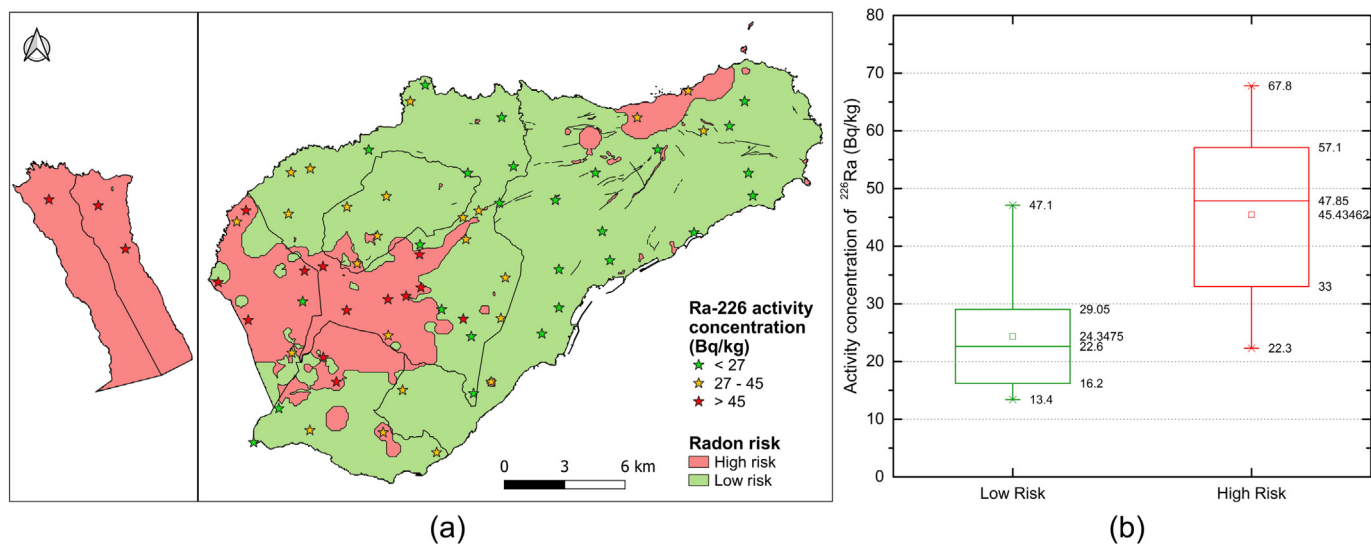 Ra-226 activity
concentration
(Bq/kg)
< 27
27 - 45
> 45
Radon risk
High risk
Low risk
0 3 6 km
(a)
Activity concentration of ²²⁶Ra (Bq/kg)
80
70
60
50
40
30
20
10
0
47.1
29.05
24.3475
22.6
16.2
13.4
67.8
57.1
47.85
45.43462
33
22.3
Low Risk High Risk
(b)